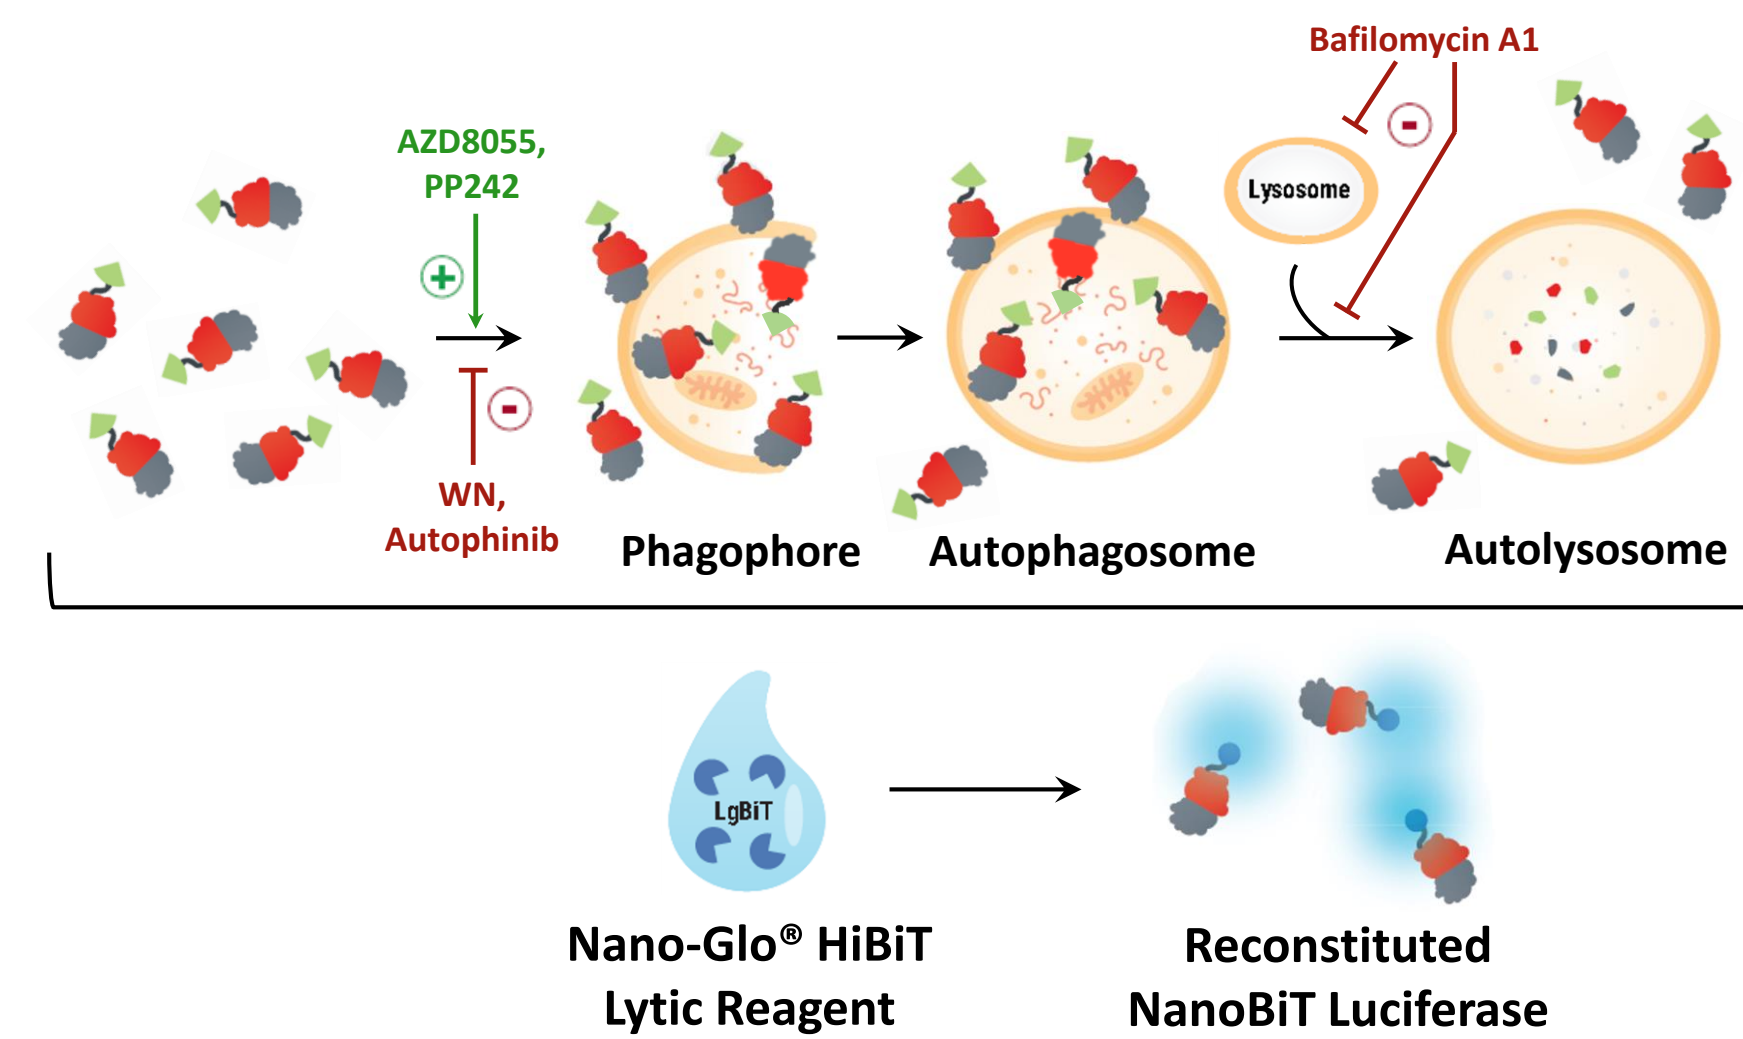 Bafilomycin A1
AZD8055,
PP242
Lysosome
WN,
Autophinib
Phagophore
Autophagosome
Autolysosome
LgBiT
Nano-Glo® HiBiT
Lytic Reagent
Reconstituted
NanoBiT Luciferase